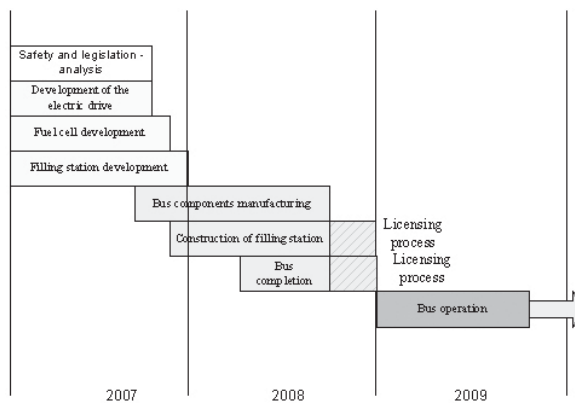 Safety and legislation -
analysis
Development of the
electric drive
Fuel cell development
Filling station development
Bus components manufacturing
Construction of filling station
Licensing
process
Bus
completion
Licensing
process
Bus operation
2007
2008
2009